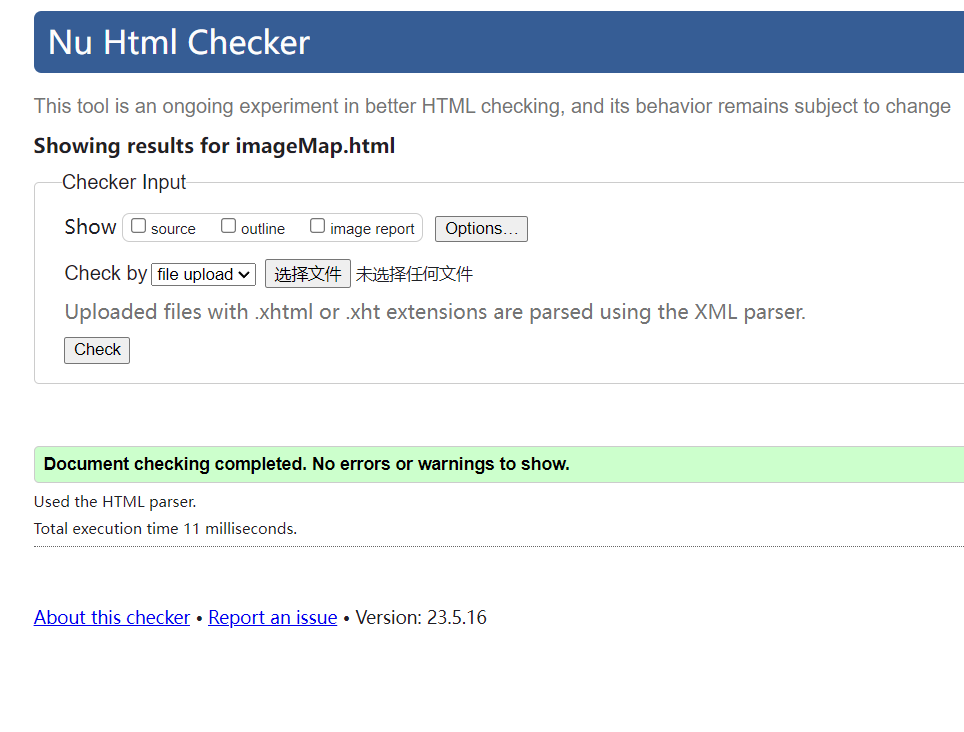 Nu Html Checker
This tool is an ongoing experiment in better HTML checking, and its behavior remains subject to change
Showing results for imageMap.html
Checker Input
Show source outline image report Options…
Check by file upload 选择文件 未选择任何文件
Uploaded files with .xhtml or .xht extensions are parsed using the XML parser.
Check
Document checking completed. No errors or warnings to show.
Used the HTML parser.
Total execution time 11 milliseconds.
About this checker • Report an issue • Version: 23.5.16